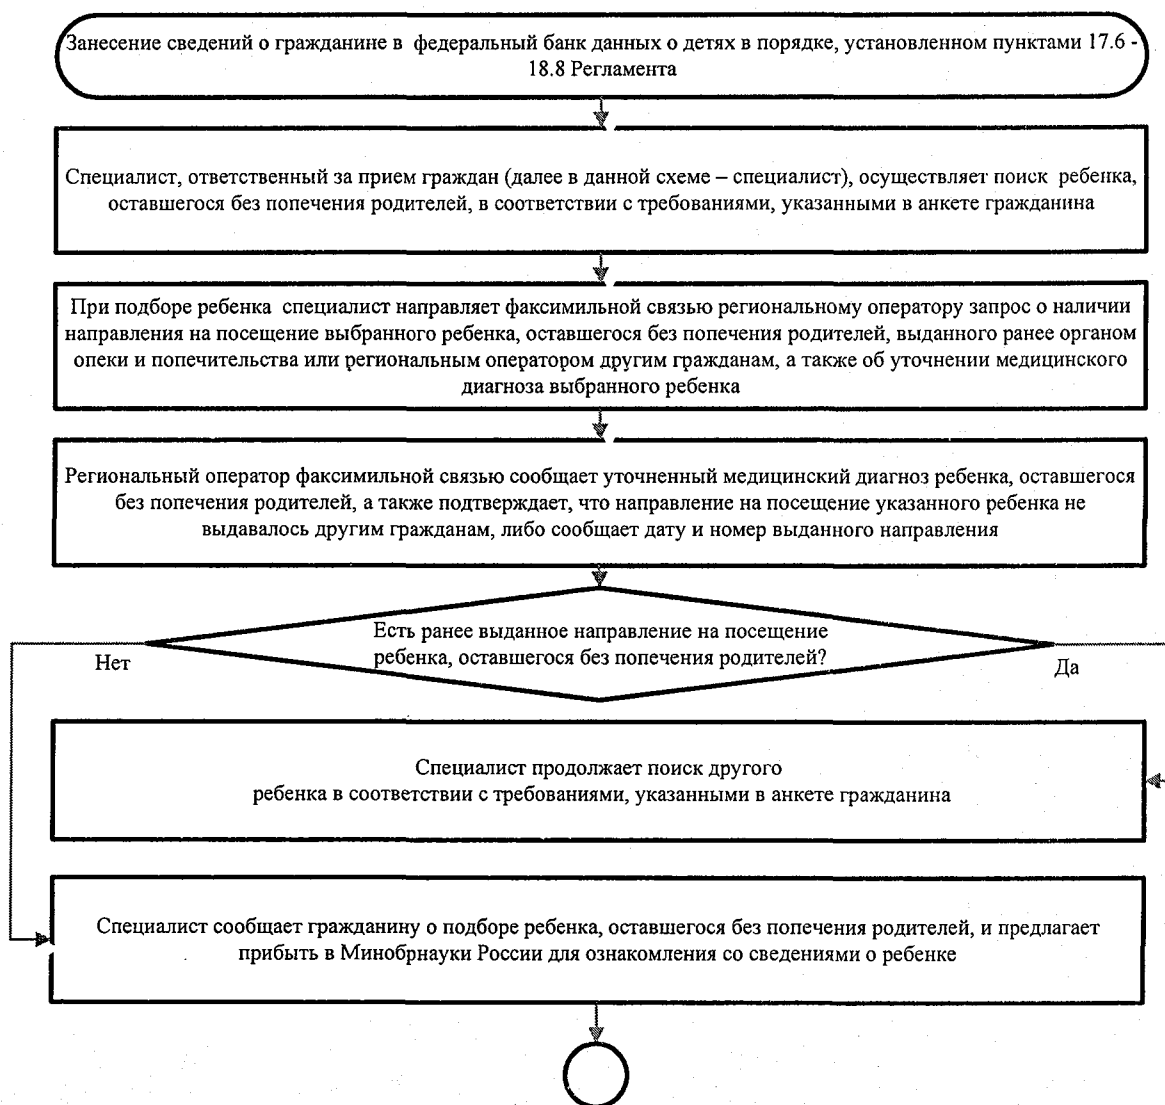 Занесение сведений о гражданине в федеральный банк данных о детях в порядке, установленном пунктами 17.6 -
18.8 Регламента
Специалист, ответственный за прием граждан (далее в данной схеме – специалист), осуществляет поиск ребенка,
оставшегося без попечения родителей, в соответствии с требованиями, указанными в анкете гражданина
При подборе ребенка специалист направляет факсимильной связью региональному оператору запрос о наличии
направления на посещение выбранного ребенка, оставшегося без попечения родителей, выданного ранее органом
опеки и попечительства или региональным оператором другим гражданам, а также об уточнении медицинского
диагноза выбранного ребенка
Региональный оператор факсимильной связью сообщает уточненный медицинский диагноз ребенка, оставшегося
без попечения родителей, а также подтверждает, что направление на посещение указанного ребенка не
выдавалось другим гражданам, либо сообщает дату и номер выданного направления
Есть ранее выданное направление на посещение
ребенка, оставшегося без попечения родителей?
Нет
Да
Специалист продолжает поиск другого
ребенка в соответствии с требованиями, указанными в анкете гражданина
Специалист сообщает гражданину о подборе ребенка, оставшегося без попечения родителей, и предлагает
прибыть в Минобрнауки России для ознакомления со сведениями о ребенке